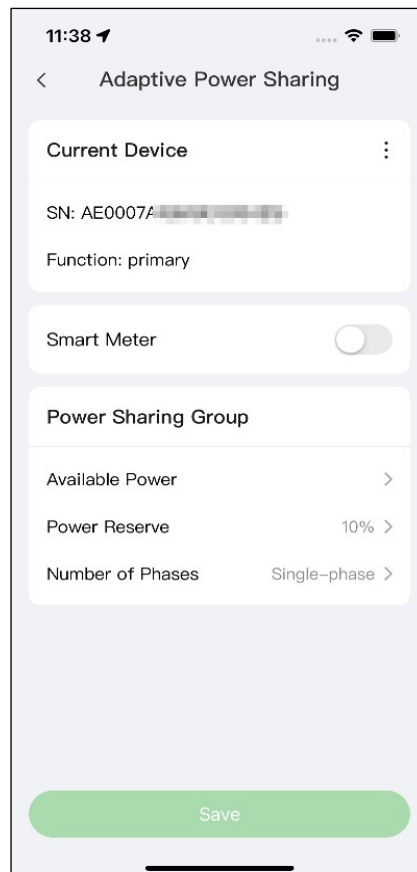 11:38
Adaptive Power Sharing
Current Device
SN: AE0007
Function: primary
Smart Meter
Power Sharing Group
Available Power
Power Reserve 10%
Number of Phases Single-phase
Save